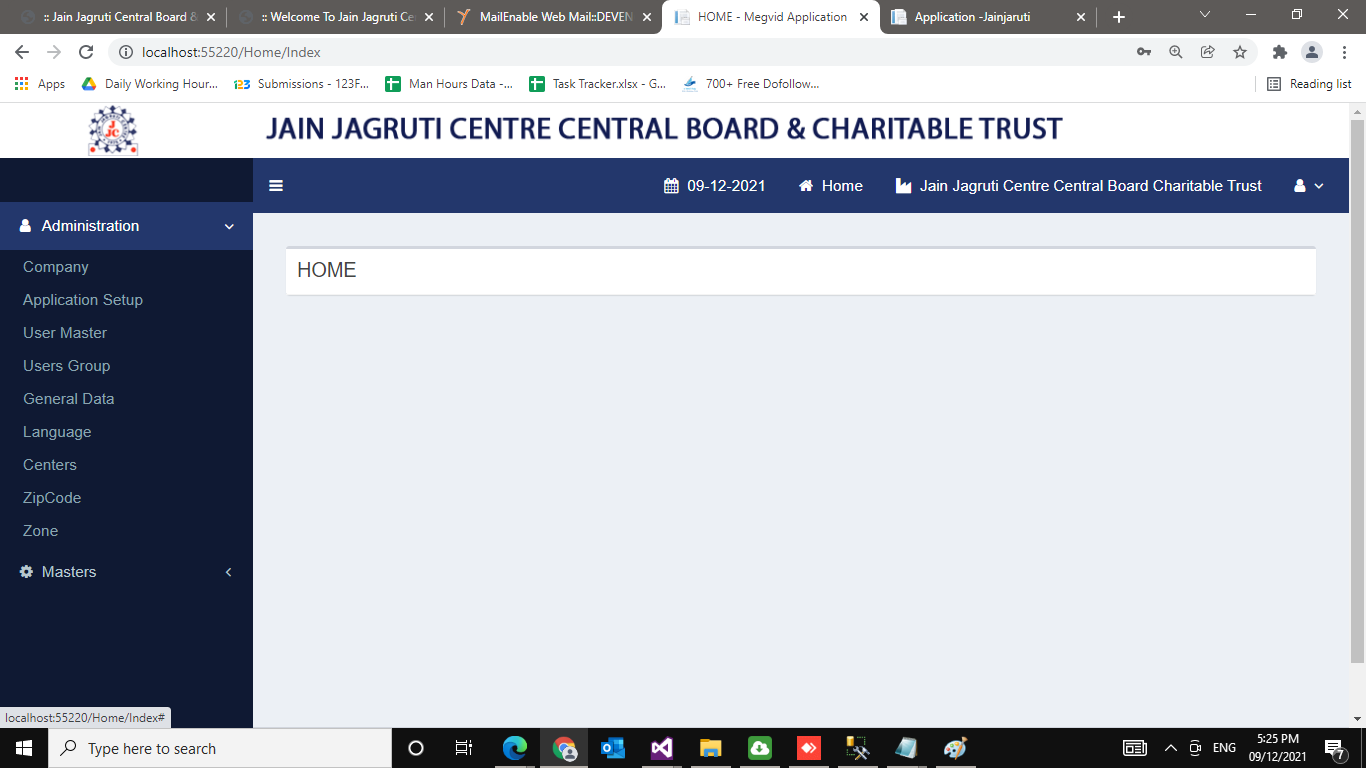 :: Jain Jagruti Central Board &
:: Welcome To Jain Jagruti Ce
MailEnable Web Mail::DEVEN
HOME - Megvid Application
Application -Jainjaruti
localhost:55220/Home/Index
Apps
Daily Working Hour...
Submissions - 123F...
Man Hours Data -...
Task Tracker.xlsx - G...
700+ Free Dofollow...
Reading list
JJC
JAIN JAGRUTI CENTRE CENTRAL BOARD & CHARITABLE TRUST
09-12-2021
Home
Jain Jagruti Centre Central Board Charitable Trust
Administration
Company
Application Setup
User Master
Users Group
General Data
Language
Centers
ZipCode
Zone
Masters
HOME
localhost:55220/Home/Index#
Type here to search
ENG
5:25 PM
09/12/2021
7